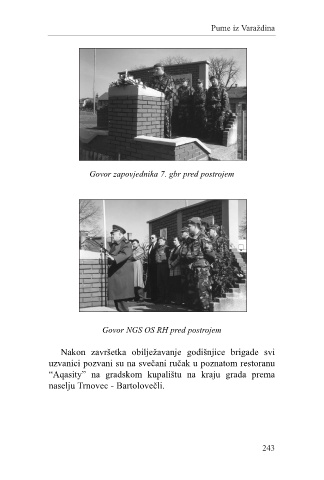 Pume iz Varaždina
Govor zapovjednika 7. gbr pred postrojem
Govor NGS OS RH pred postrojem
Nakon završetka obilježavanje godišnjice brigade svi
uzvanici pozvani su na svečani ručak u poznatom restoranu
“Aqasity” na gradskom kupalištu na kraju grada prema
naselju Trnovec - Bartolovečli.
243